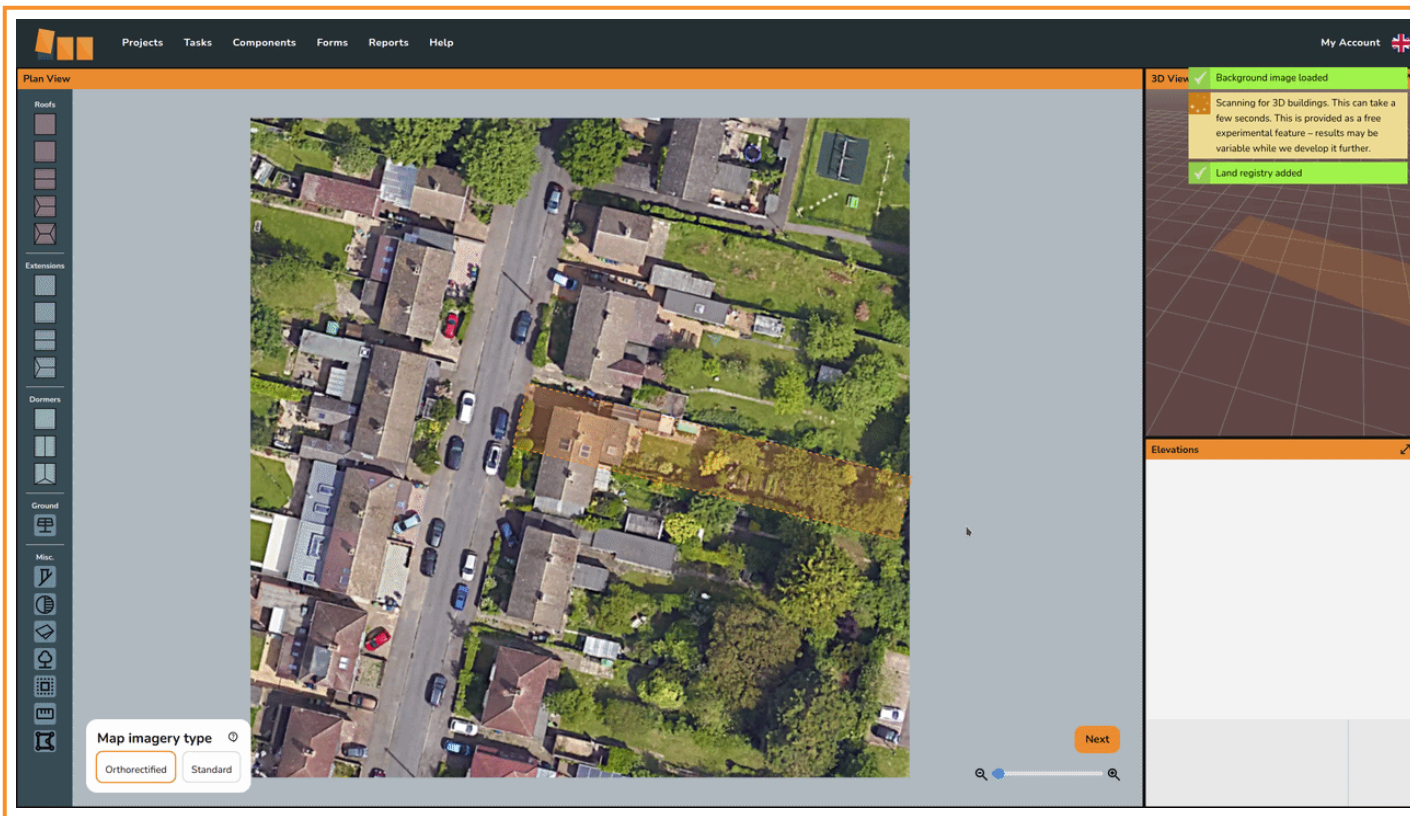 Projects Tasks Components Forms Reports Help My Account
Plan View
3D View
Background image loaded
Scanning for 3D buildings. This can take a
few seconds. This is provided as a free
experimental feature – results may be
variable while we develop it further.
Land registry added
Roofs
Extensions
Dormers
Ground
Misc.
Elevations
Map imagery type
Orthorectified Standard
Next